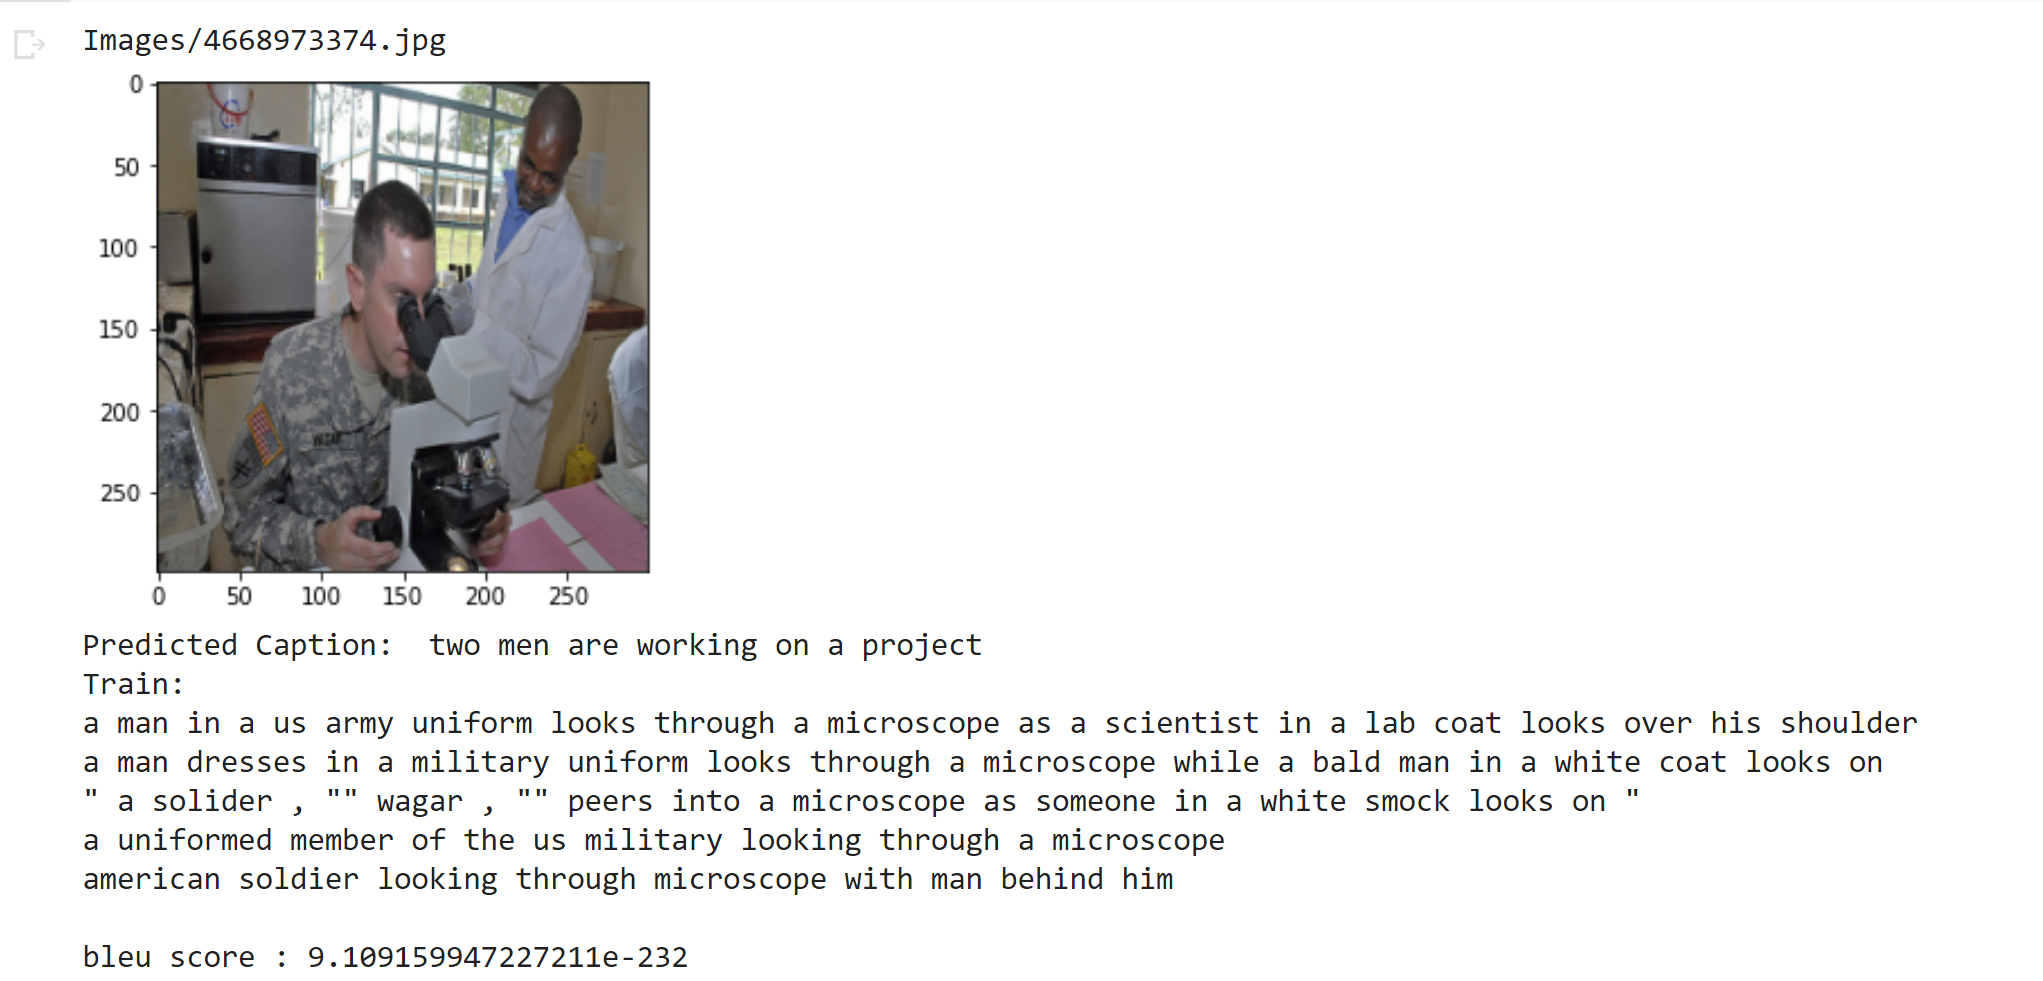 Images/4668973374.jpg
0
50
100
150
200
250
0 50 100 150 200 250
Predicted Caption:  two men are working on a project
Train:
a man in a us army uniform looks through a microscope as a scientist in a lab coat looks over his shoulder
a man dresses in a military uniform looks through a microscope while a bald man in a white coat looks on
" a solider , "" wagar , "" peers into a microscope as someone in a white smock looks on "
a uniformed member of the us military looking through a microscope
american soldier looking through microscope with man behind him
bleu score : 9.109159947227211e-232